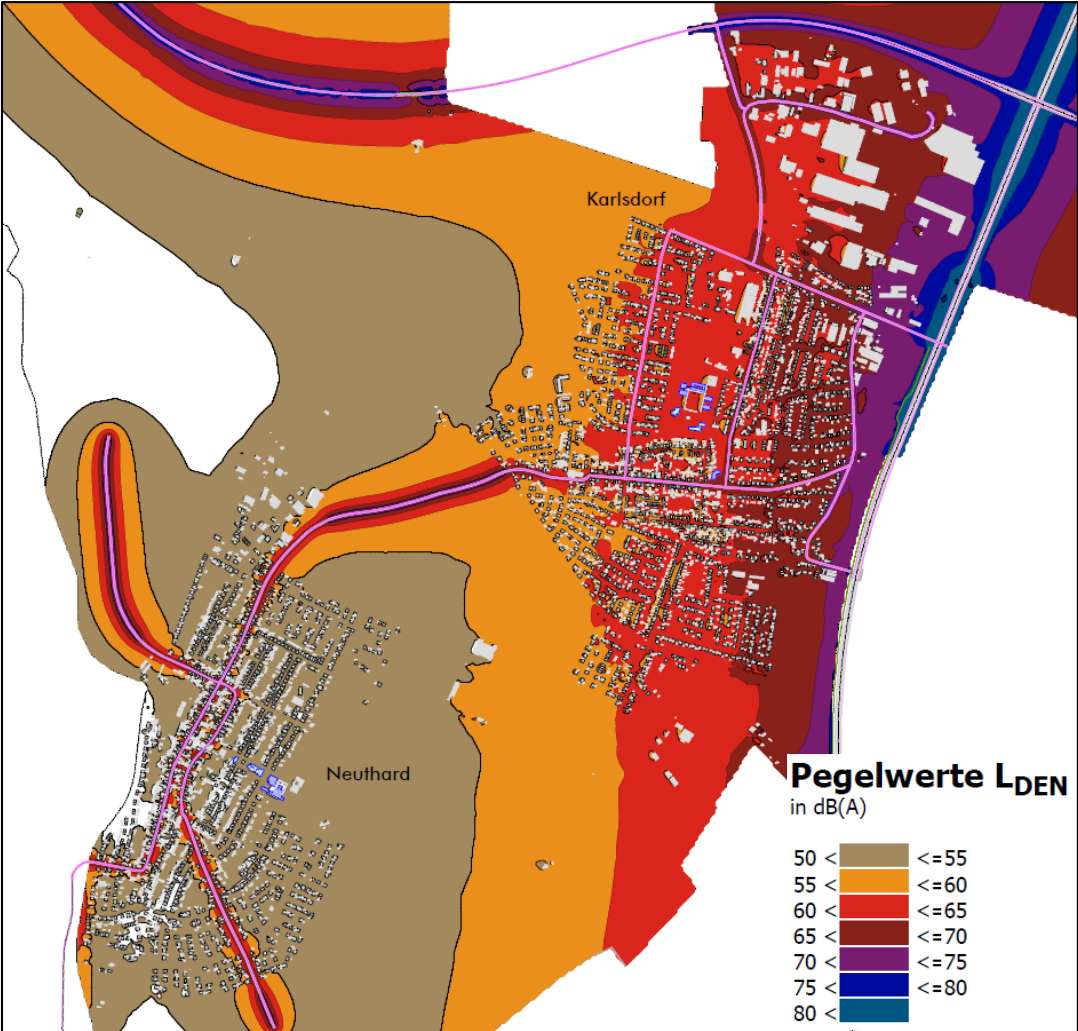 Karlsdorf
Neuthard
Pegelwerte LDEN
in dB(A)
50 < <=55
55 < <=60
60 < <=65
65 < <=70
70 < <=75
75 < <=80
80 <